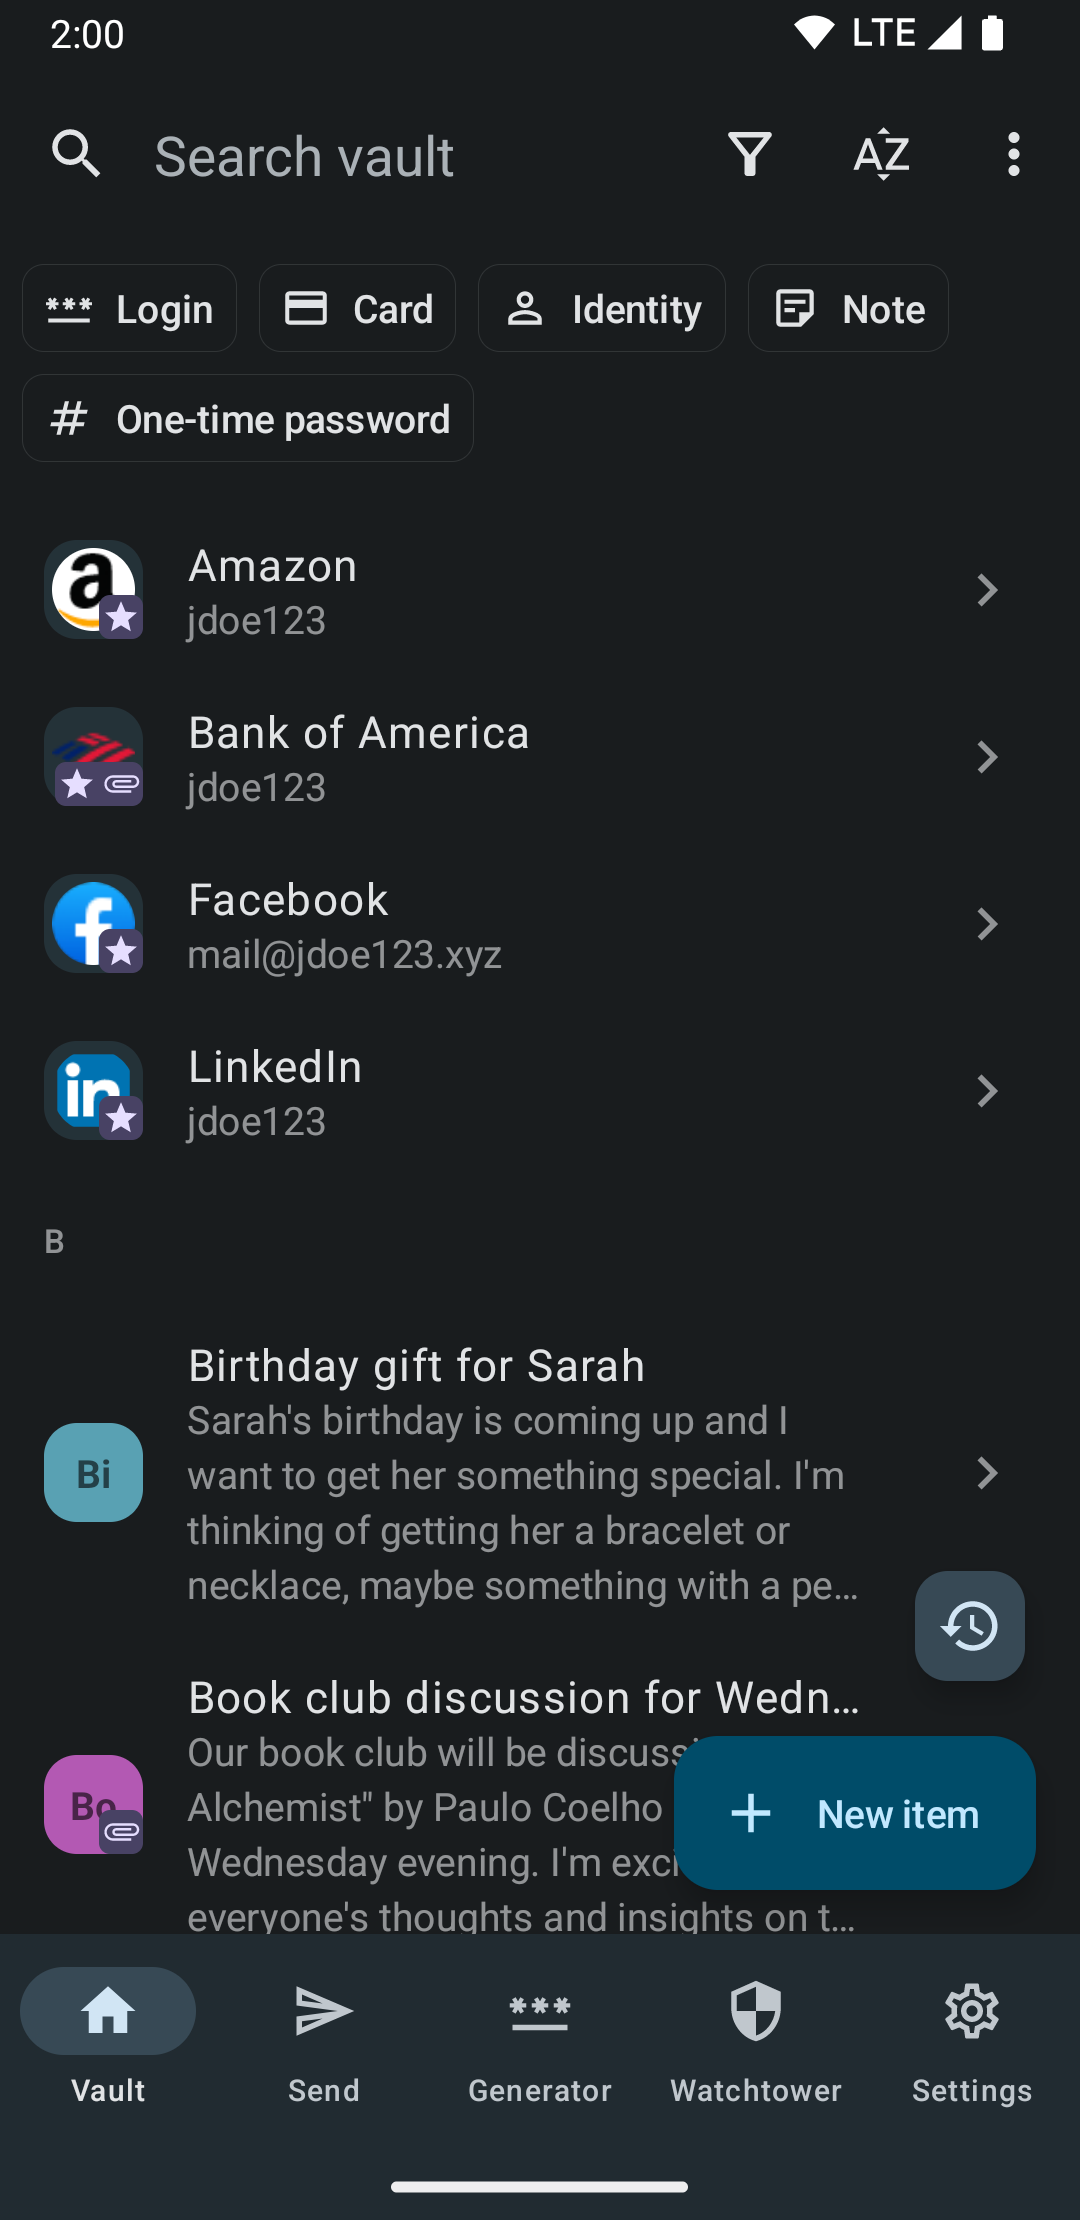 2:00 LTE
Search vault AZ
*** Login Card Identity Note
# One-time password
a Amazon
jdoe123
Bank of America
jdoe123
f Facebook
mail@jdoe123.xyz
in LinkedIn
jdoe123
B
Birthday gift for Sarah
Sarah's birthday is coming up and I
Bi want to get her something special. I'm
thinking of getting her a bracelet or
necklace, maybe something with a pe…
Book club discussion for Wedn…
Our book club will be discussi
Bo Alchemist" by Paulo Coelho
+ New item
Wednesday evening. I'm exci
everyone's thoughts and insights on t…
Vault Send Generator Watchtower Settings